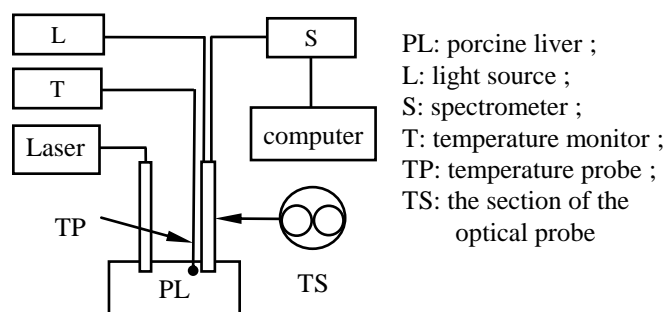 L
S
T
computer
Laser
TP
PL
TS
PL: porcine liver ;
L: light source ;
S: spectrometer ;
T: temperature monitor ;
TP: temperature probe ;
TS: the section of the
optical probe